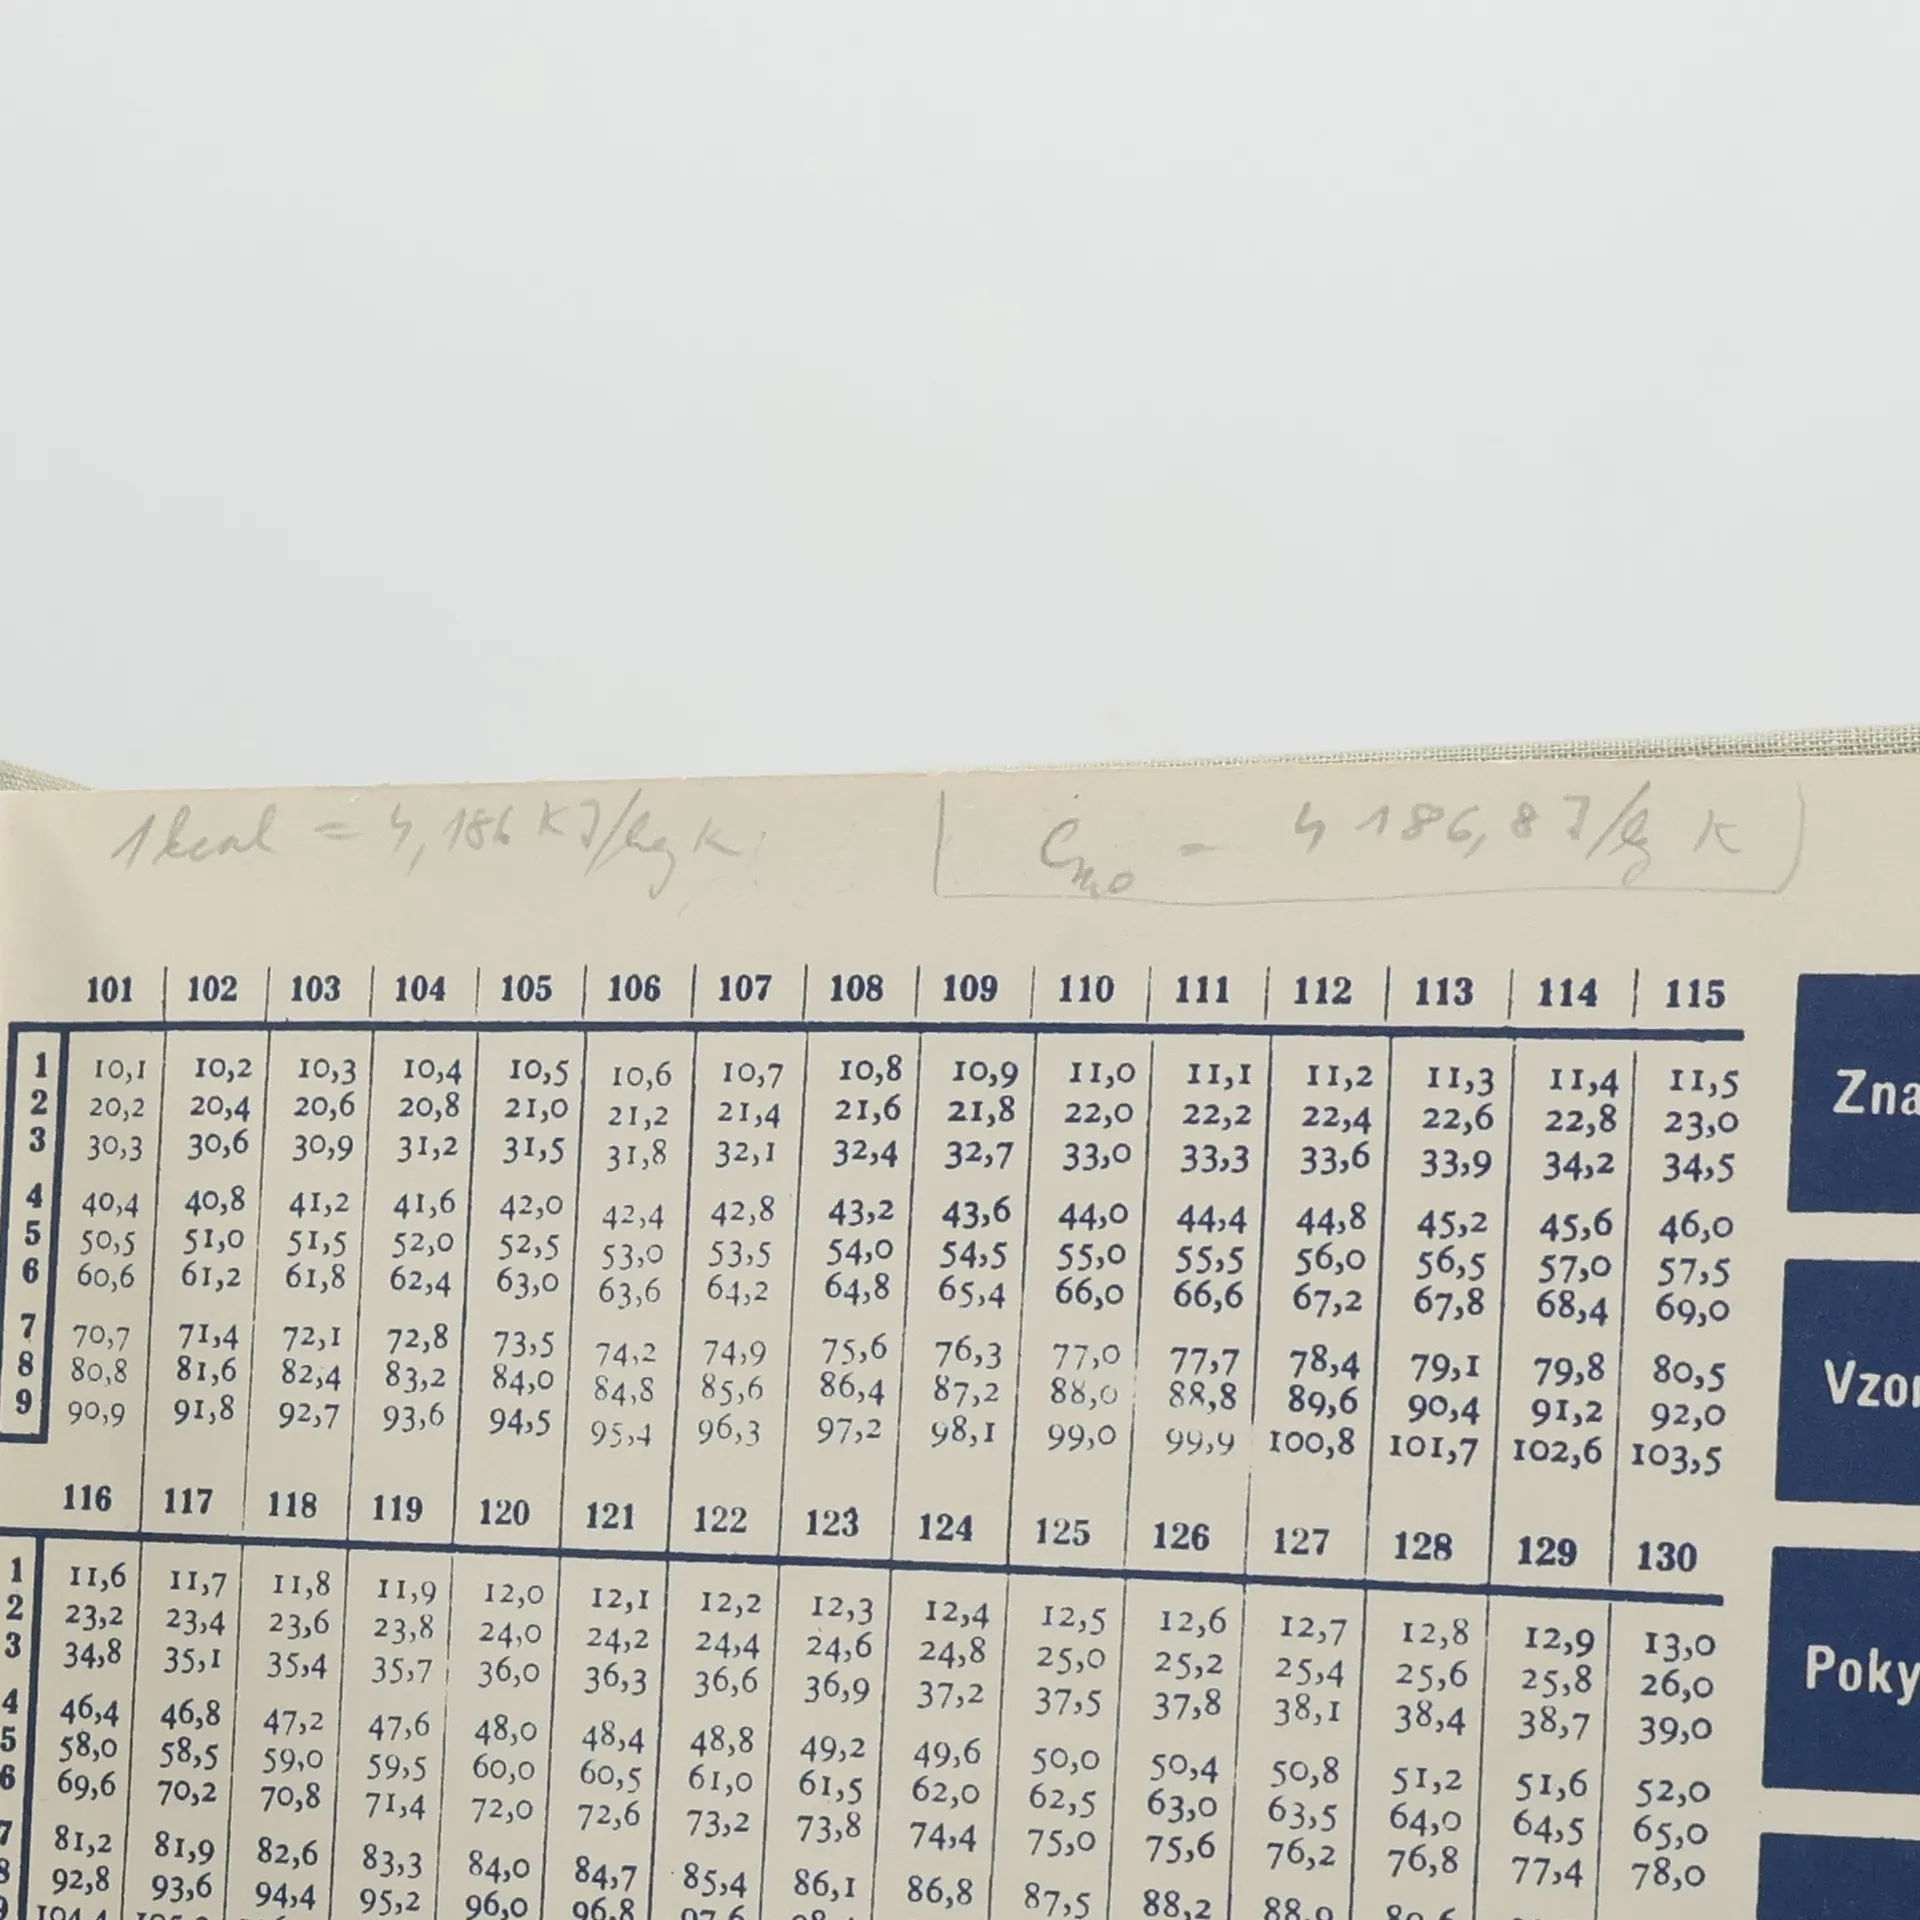 1 kcal = 4,186 KJ/kg K
= 4 186,8 J/kg K
101 102 103 104 105 106 107 108 109 110 111 112 113 114 115
1 10,1 10,2 10,3 10,4 10,5 10,6 10,7 10,8 10,9 11,0 11,1 11,2 11,3 11,4 11,5
2 20,2 20,4 20,6 20,8 21,0 21,2 21,4 21,6 21,8 22,0 22,2 22,4 22,6 22,8 23,0
3 30,3 30,6 30,9 31,2 31,5 31,8 32,1 32,4 32,7 33,0 33,3 33,6 33,9 34,2 34,5
4 40,4 40,8 41,2 41,6 42,0 42,4 42,8 43,2 43,6 44,0 44,4 44,8 45,2 45,6 46,0
5 50,5 51,0 51,5 52,0 52,5 53,0 53,5 54,0 54,5 55,0 55,5 56,0 56,5 57,0 57,5
6 60,6 61,2 61,8 62,4 63,0 63,6 64,2 64,8 65,4 66,0 66,6 67,2 67,8 68,4 69,0
7 70,7 71,4 72,1 72,8 73,5 74,2 74,9 75,6 76,3 77,0 77,7 78,4 79,1 79,8 80,5
8 80,8 81,6 82,4 83,2 84,0 84,8 85,6 86,4 87,2 88,0 88,8 89,6 90,4 91,2 92,0
9 90,9 91,8 92,7 93,6 94,5 95,4 96,3 97,2 98,1 99,0 99,9 100,8 101,7 102,6 103,5
116 117 118 119 120 121 122 123 124 125 126 127 128 129 130
1 11,6 11,7 11,8 11,9 12,0 12,1 12,2 12,3 12,4 12,5 12,6 12,7 12,8 12,9 13,0
2 23,2 23,4 23,6 23,8 24,0 24,2 24,4 24,6 24,8 25,0 25,2 25,4 25,6 25,8 26,0
3 34,8 35,1 35,4 35,7 36,0 36,3 36,6 36,9 37,2 37,5 37,8 38,1 38,4 38,7 39,0
4 46,4 46,8 47,2 47,6 48,0 48,4 48,8 49,2 49,6 50,0 50,4 50,8 51,2 51,6 52,0
5 58,0 58,5 59,0 59,5 60,0 60,5 61,0 61,5 62,0 62,5 63,0 63,5 64,0 64,5 65,0
6 69,6 70,2 70,8 71,4 72,0 72,6 73,2 73,8 74,4 75,0 75,6 76,2 76,8 77,4 78,0
7 81,2 81,9 82,6 83,3 84,0 84,7 85,4 86,1 86,8 87,5 88,2
8 92,8 93,6 94,4 95,2 96,0 96,8
Zna
Vzor
Poky